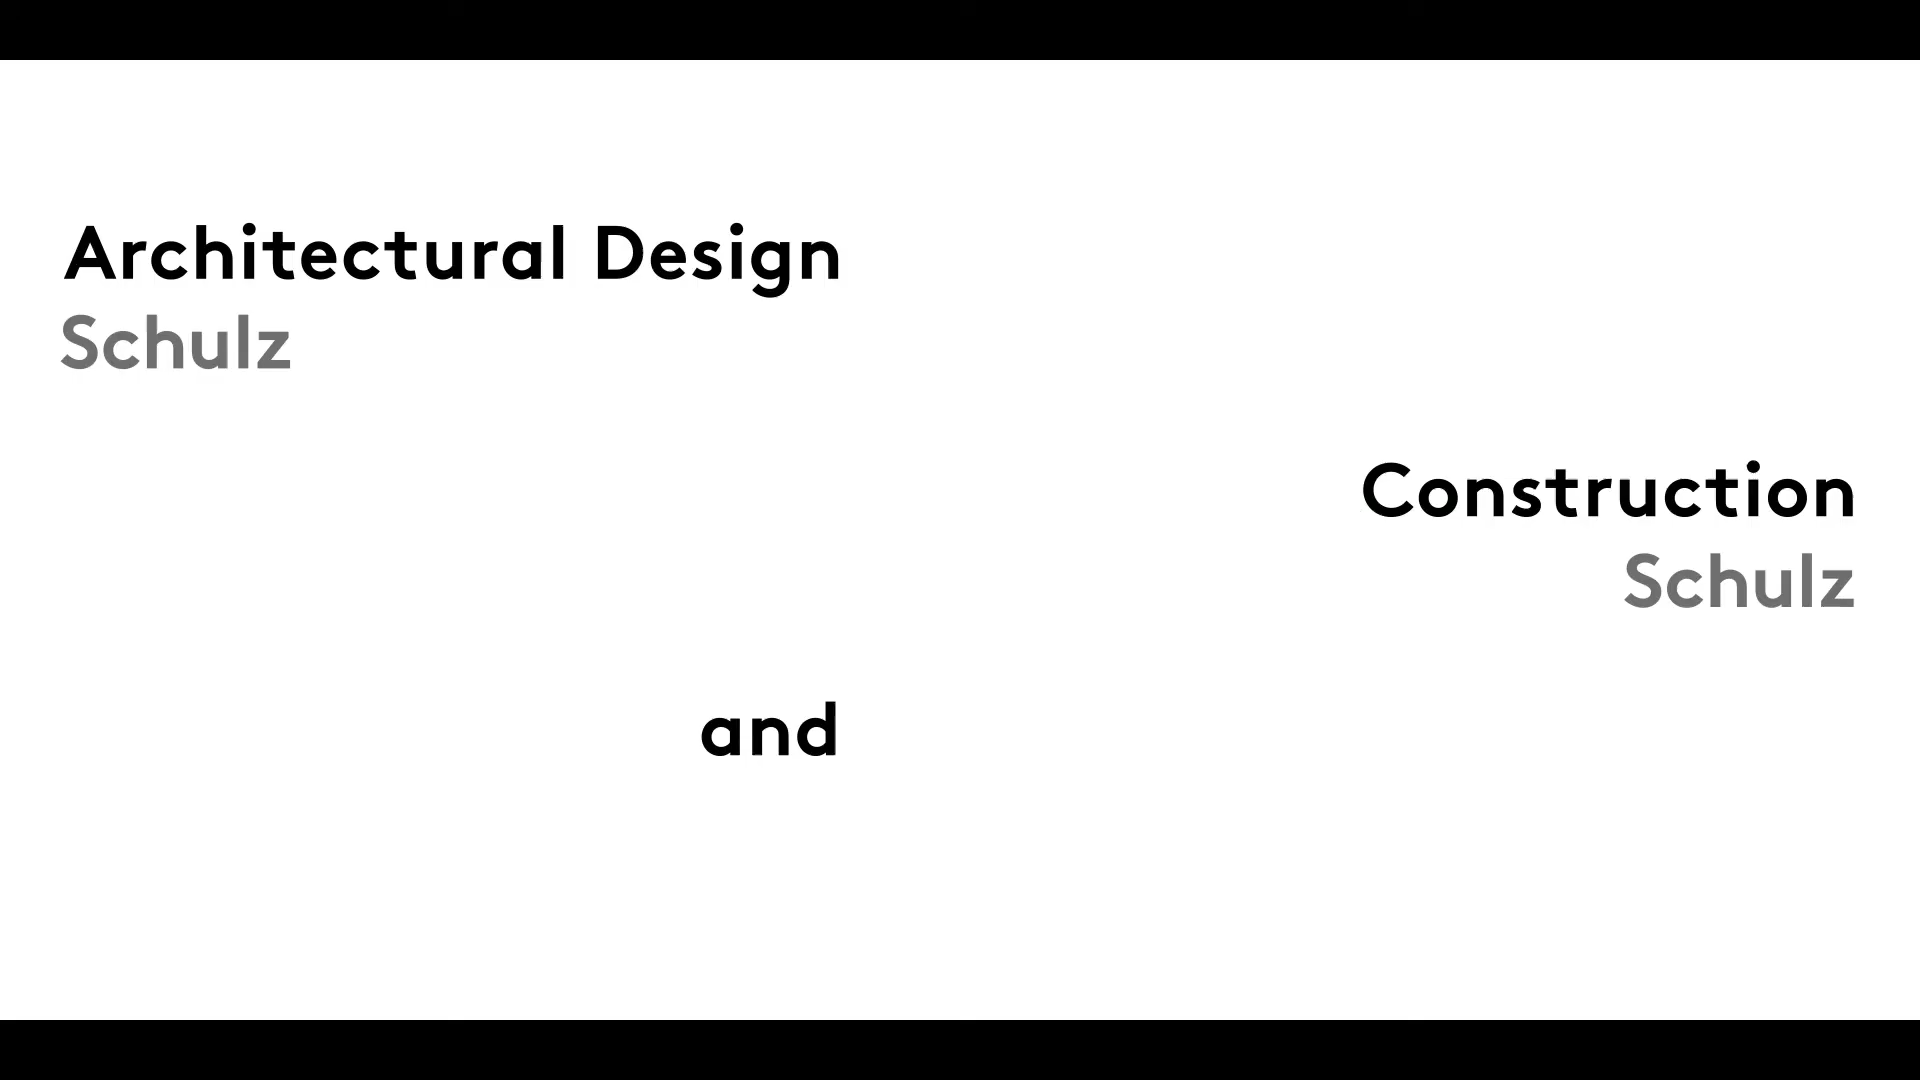 Architectural Design
Schulz
Construction
Schulz
and